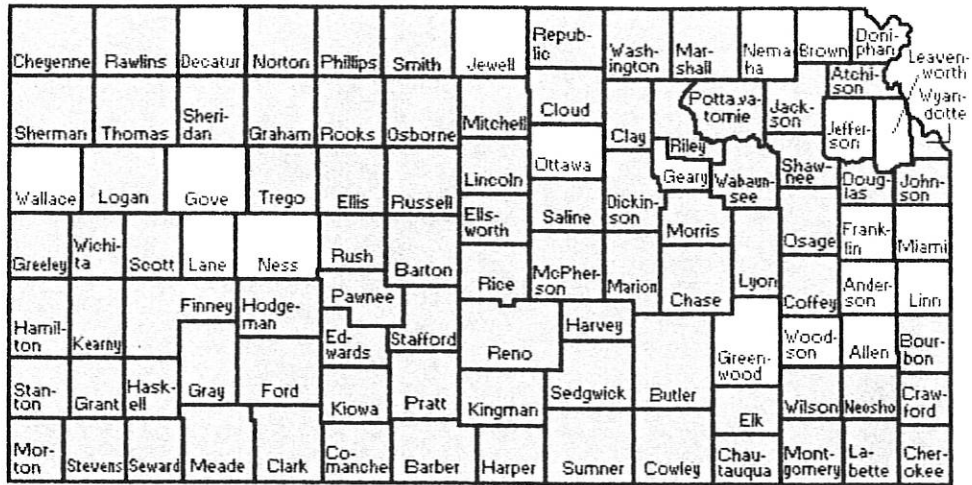 Cheyenne
Rawlins
Decatur
Norton
Phillips
Smith
Jewell
Repub-
lic
Wash-
ington
Mar-
shall
Nema
ha
Brown
Doni-
phan
Leaven-
worth
Atchi-
son
Wyan-
dotte
Sherman
Thomas
Sheri-
dan
Graham
Rooks
Osborne
Mitchell
Cloud
Clay
Riley
Pottawa-
tomie
Jack-
son
Jeffer-
son
Wallace
Logan
Gove
Trego
Ellis
Russell
Lincoln
Ottawa
Dickin-
son
Geary
Wabaun-
see
Shaw-
nee
Doug-
las
John-
son
Ells-
worth
Saline
Morris
Osage
Frank-
lin
Miami
Greeley
Wichi-
ta
Scott
Lane
Ness
Rush
Barton
Rice
McPher-
son
Marion
Chase
Lyon
Coffey
Ander-
son
Linn
Hamil-
ton
Kearny
Finney
Hodge-
man
Pawnee
Ed-
wards
Stafford
Reno
Harvey
Green-
wood
Wood-
son
Allen
Bour-
bon
Stan-
ton
Grant
Hask-
ell
Gray
Ford
Kiowa
Pratt
Kingman
Sedgwick
Butler
Elk
Wilson
Neosho
Craw-
ford
Mor-
ton
Stevens
Seward
Meade
Clark
Co-
manche
Barber
Harper
Sumner
Cowley
Chau-
tauqua
Mont-
gomery
La-
bette
Cher-
okee